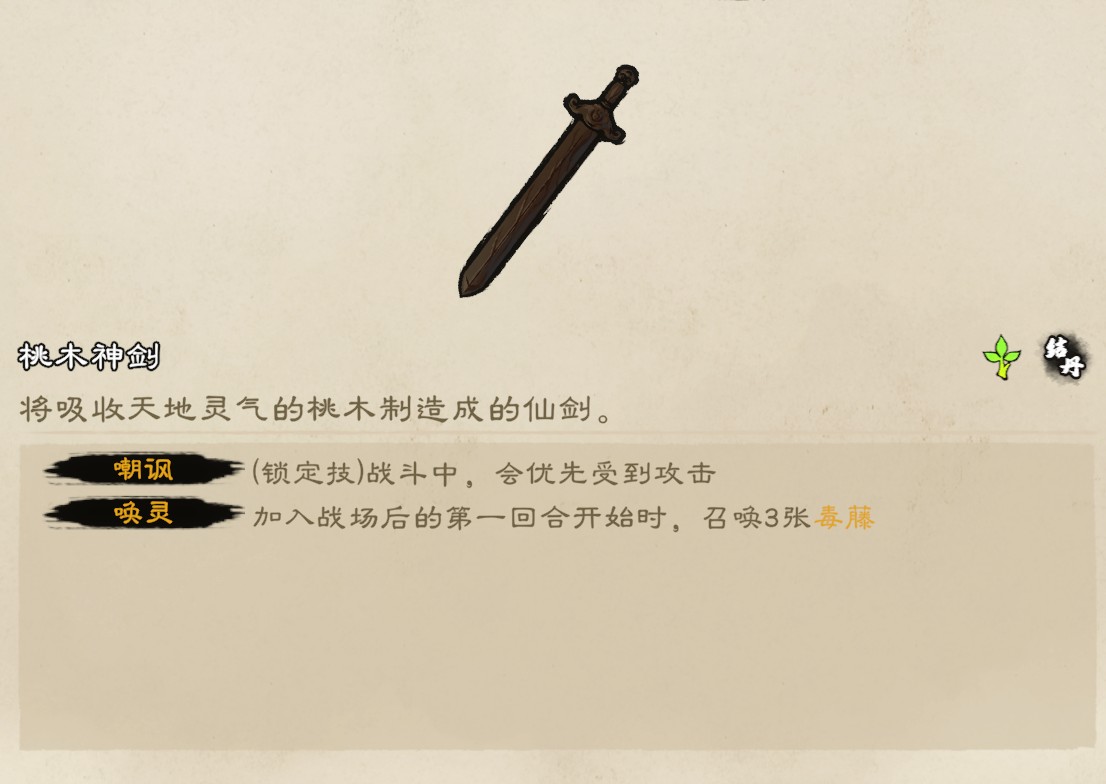 桃木神剑
结丹
将吸收天地灵气的桃木制造成的仙剑。
嘲讽 (锁定技)战斗中，会优先受到攻击
唤灵 加入战场后的第一回合开始时，召唤3张毒藤